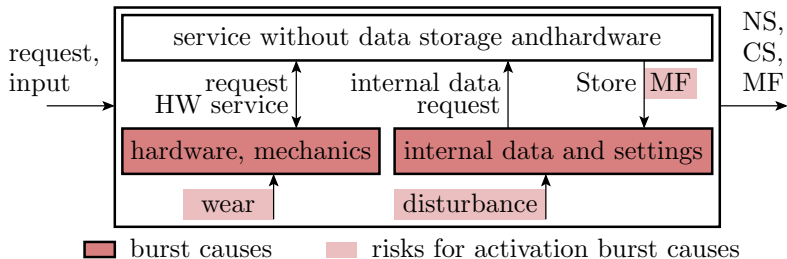 request,
input
service without data storage andhardware
NS,
CS,
MF
request
HW service
internal data
request
Store MF
hardware, mechanics
internal data and settings
wear
disturbance
burst causes
risks for activation burst causes